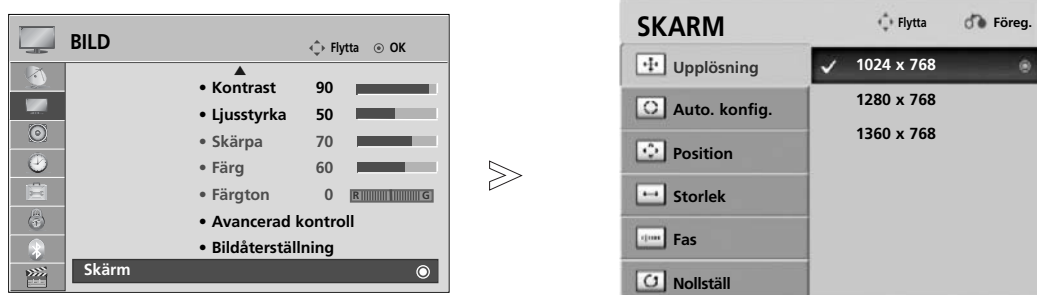 BILD
Flytta OK
• Kontrast 90
• Ljusstyrka 50
• Skärpa 70
• Färg 60
• Färgton 0 R G
• Avancerad kontroll
• Bildåterställning
Skärm
SKARM
Flytta Föreg.
Upplösning
Auto. konfig.
Position
Storlek
Fas
Nollställ
1024 x 768
1280 x 768
1360 x 768